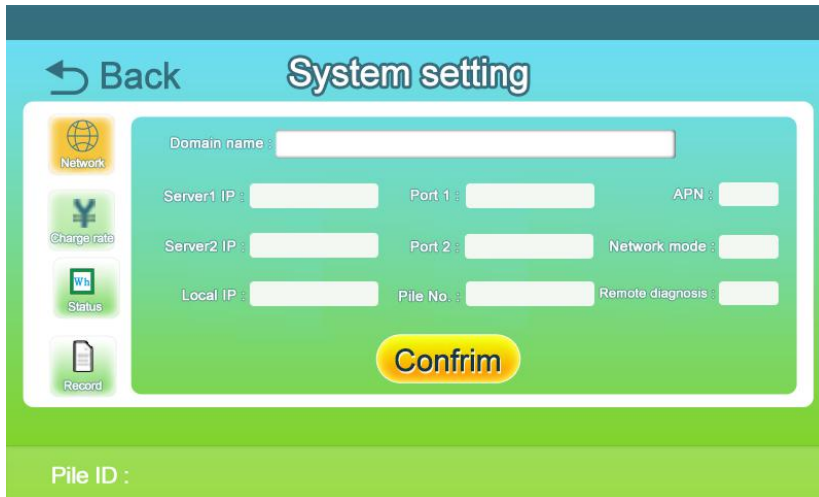 Back
System setting
Network
Domain name :
Server1 IP :
Port 1 :
APN :
¥
Charge rate
Server2 IP :
Port 2 :
Network mode :
Wh
Status
Local IP :
Pile No. :
Remote diagnosis :
Confrim
Record
Pile ID :